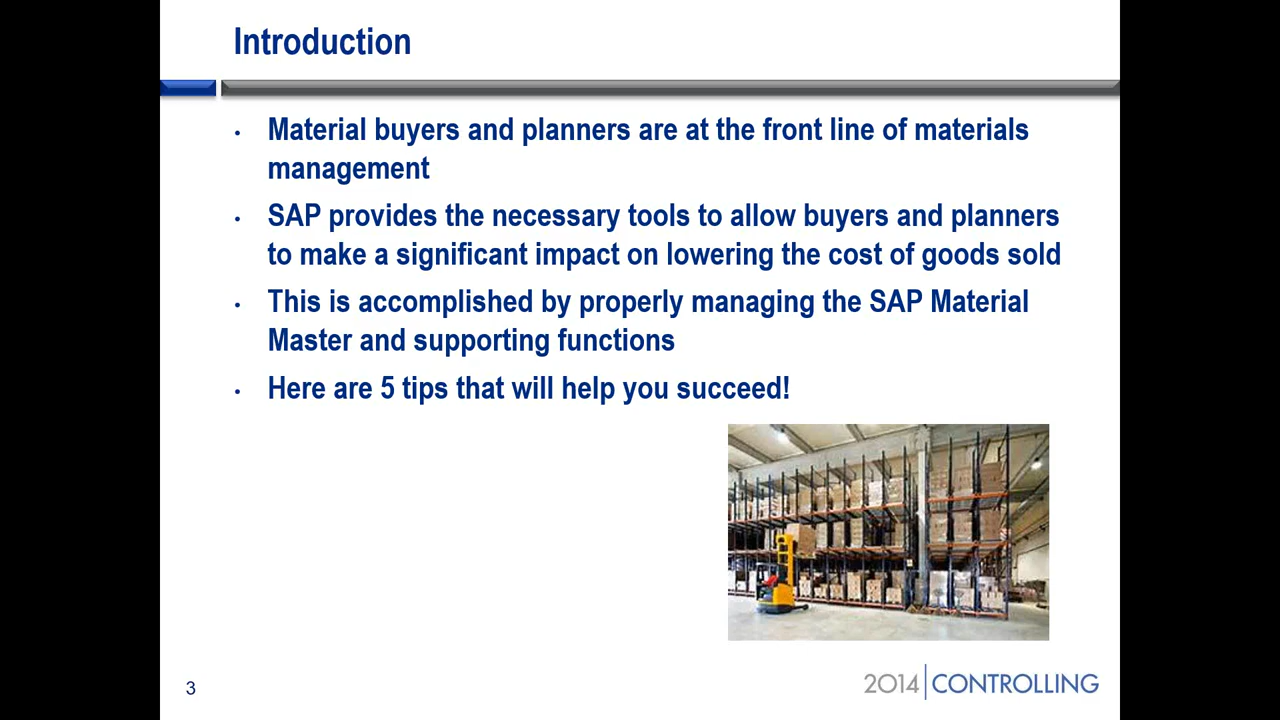 Introduction
• Material buyers and planners are at the front line of materials
management
• SAP provides the necessary tools to allow buyers and planners
to make a significant impact on lowering the cost of goods sold
• This is accomplished by properly managing the SAP Material
Master and supporting functions
• Here are 5 tips that will help you succeed!
3
2014 CONTROLLING